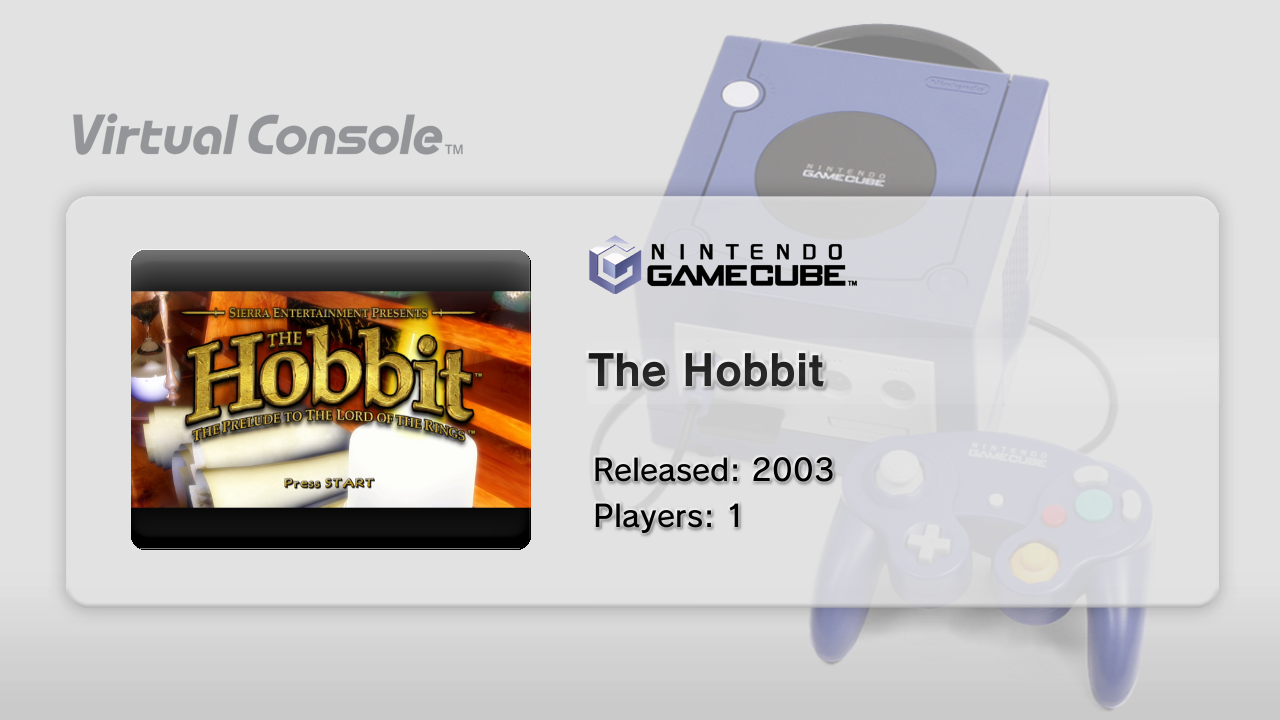 Nintendo
NINTENDO
GAMECUBE
Virtual Console™
NINTENDO
GAMECUBE™
SIERRA ENTERTAINMENT PRESENTS
THE
Hobbit™
THE PRELUDE TO THE LORD OF THE RINGS™
Press START
The Hobbit
Released: 2003
Players: 1
NINTENDO
GAMECUBE